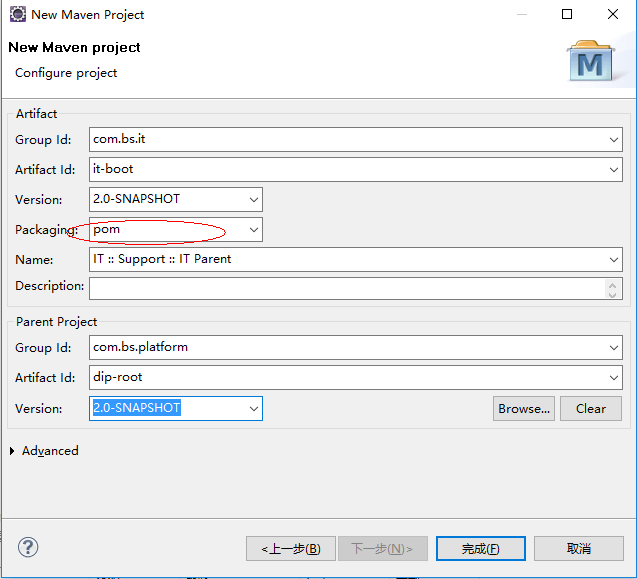 New Maven project
New Maven project
Configure project
M
Artifact
Group Id: com.bs.it
Artifact Id: it-boot
Version: 2.0-SNAPSHOT
Packaging: pom
Name: IT :: Support :: IT Parent
Description:
Parent Project
Group Id: com.bs.platform
Artifact Id: dip-root
Version: 2.0-SNAPSHOT Browse... Clear
Advanced
? <上一步(B) 下一步(N)> 完成(F) 取消